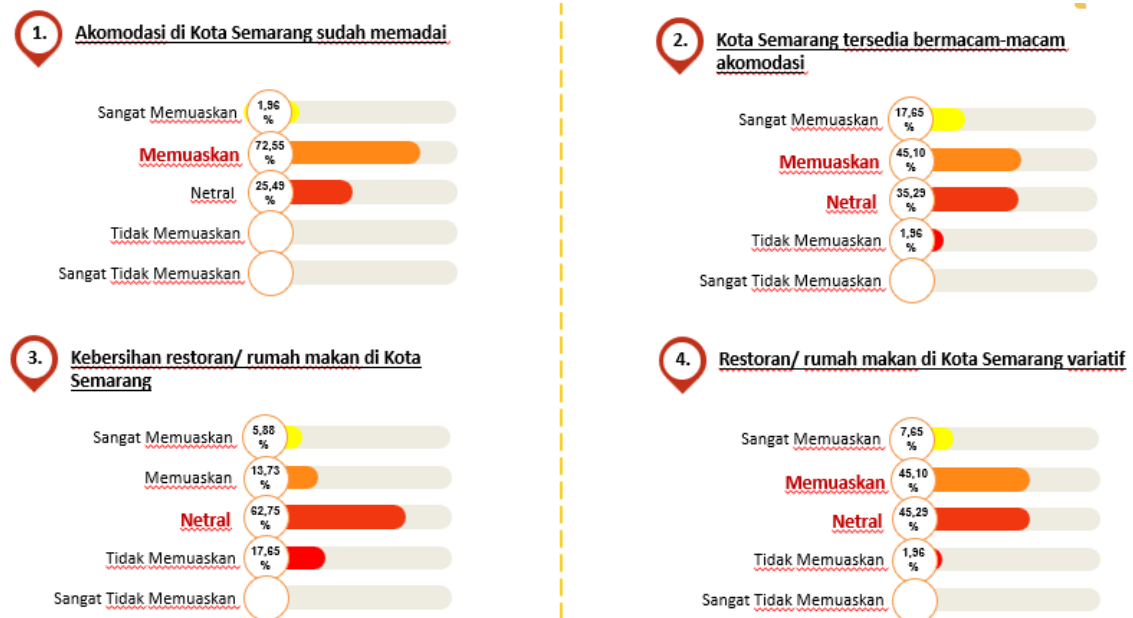 1.
Akomodasi di Kota Semarang sudah memadai
Sangat Memuaskan 1,96 %
Memuaskan 72,55 %
Netral 25,49 %
Tidak Memuaskan
Sangat Tidak Memuaskan
2.
Kota Semarang tersedia bermacam-macam
akomodasi
Sangat Memuaskan 17,65 %
Memuaskan 45,10 %
Netral 35,29 %
Tidak Memuaskan 1,96 %
Sangat Tidak Memuaskan
3.
Kebersihan restoran/ rumah makan di Kota
Semarang
Sangat Memuaskan 5,88 %
Memuaskan 13,73 %
Netral 62,75 %
Tidak Memuaskan 17,65 %
Sangat Tidak Memuaskan
4.
Restoran/ rumah makan di Kota Semarang variatif
Sangat Memuaskan 7,65 %
Memuaskan 45,10 %
Netral 45,29 %
Tidak Memuaskan 1,96 %
Sangat Tidak Memuaskan